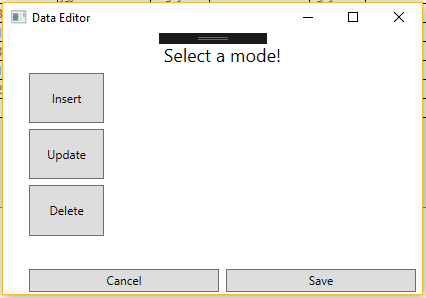 Data Editor
Select a mode!
Insert
Update
Delete
Cancel
Save